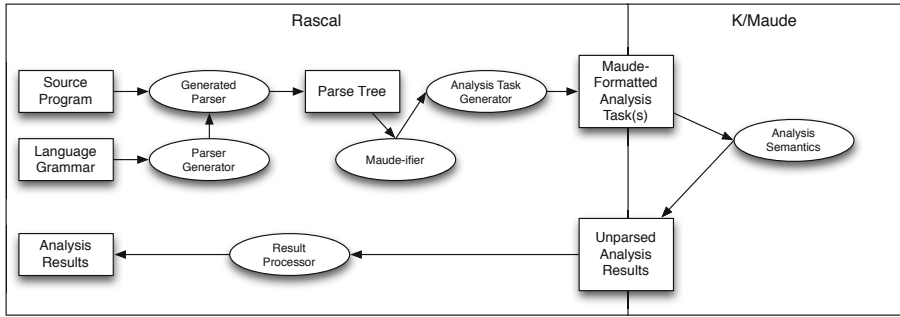 Rascal
K/Maude
Source
Program
Generated
Parser
Parse Tree
Analysis Task
Generator
Maude-
Formatted
Analysis
Task(s)
Language
Grammar
Parser
Generator
Maude-ifier
Analysis
Semantics
Analysis
Results
Result
Processor
Unparsed
Analysis
Results